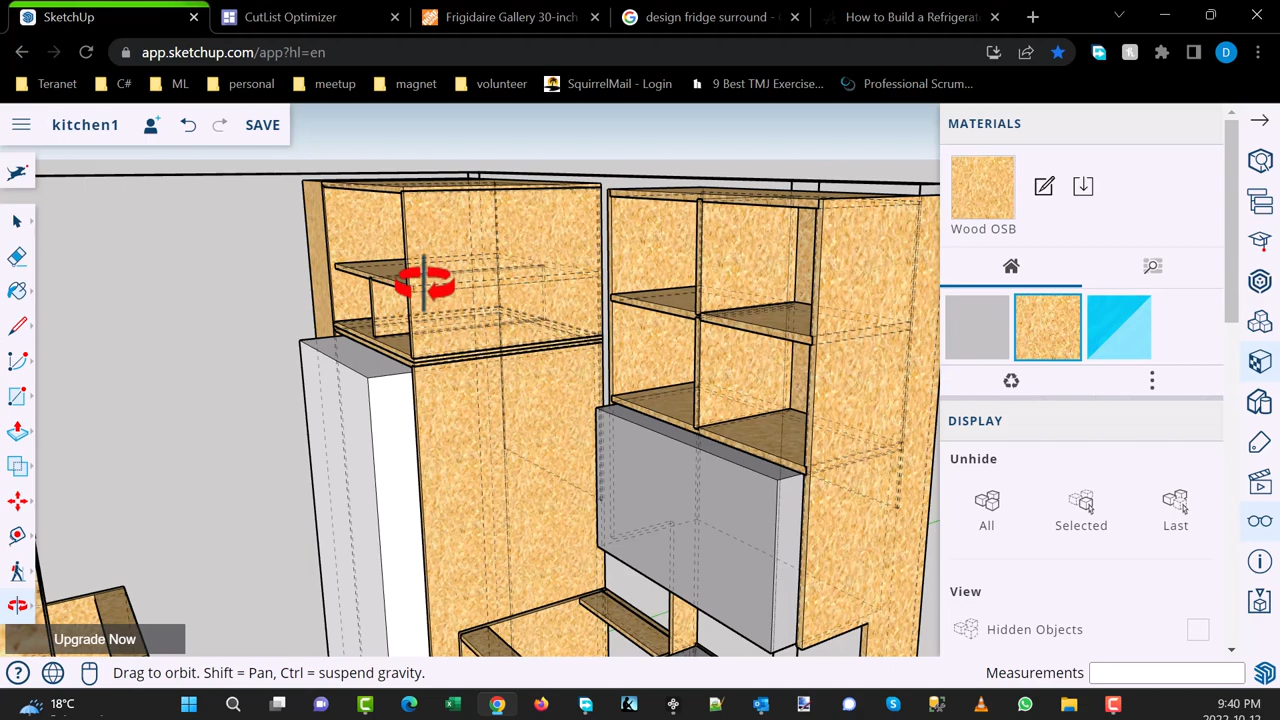 SketchUp
CutList Optimizer
Frigidaire Gallery 30-inch
design fridge surround -
How to Build a Refrigerat
app.sketchup.com/app?hl=en
D
Teranet
C#
ML
personal
meetup
magnet
volunteer
SquirrelMail - Login
9 Best TMJ Exercise...
Professional Scrum...
kitchen1
SAVE
MATERIALS
Wood OSB
DISPLAY
Unhide
All
Selected
Last
View
Hidden Objects
Upgrade Now
Drag to orbit. Shift = Pan, Ctrl = suspend gravity.
Measurements
18°C
9:40 PM
2022-10-12